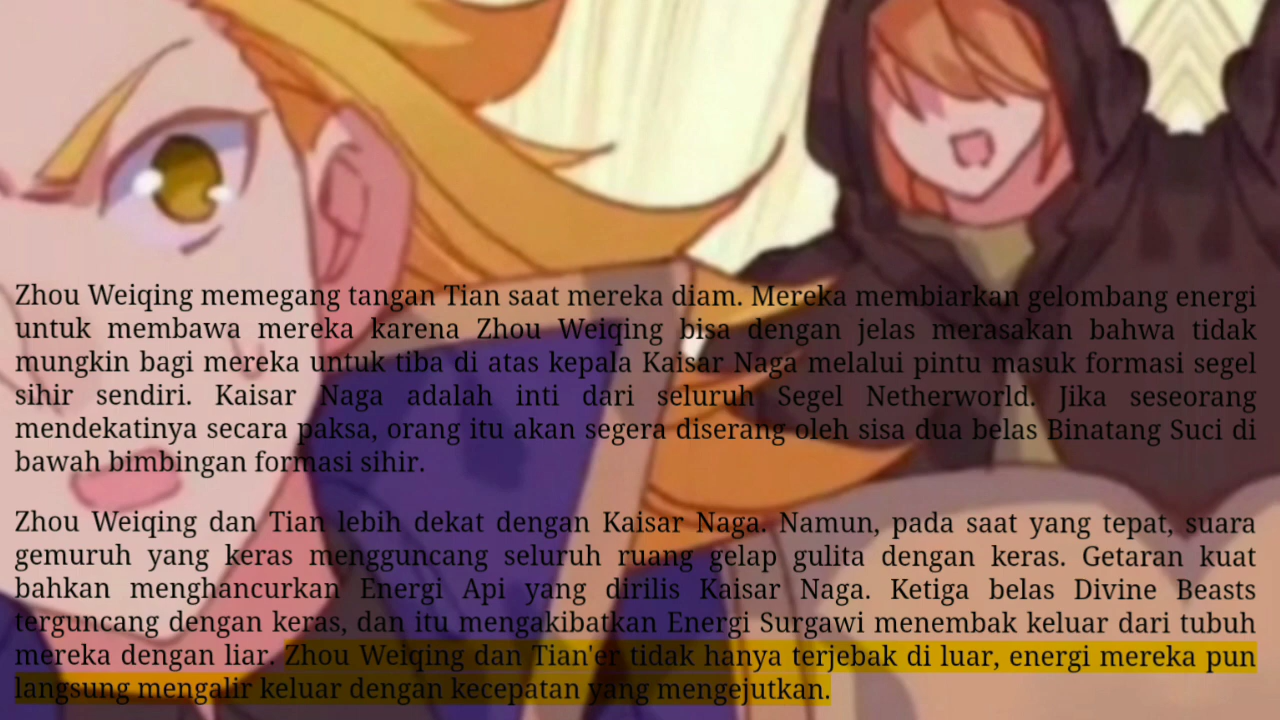 Zhou Weiqing memegang tangan Tian saat mereka diam. Mereka membiarkan gelombang energi
untuk membawa mereka karena Zhou Weiqing bisa dengan jelas merasakan bahwa tidak
mungkin bagi mereka untuk tiba di atas kepala Kaisar Naga melalui pintu masuk formasi segel
sihir sendiri. Kaisar Naga adalah inti dari seluruh Segel Netherworld. Jika seseorang
mendekatinya secara paksa, orang itu akan segera diserang oleh sisa dua belas Binatang Suci di
bawah bimbingan formasi sihir.
Zhou Weiqing dan Tian lebih dekat dengan Kaisar Naga. Namun, pada saat yang tepat, suara
gemuruh yang keras mengguncang seluruh ruang gelap gulita dengan keras. Getaran kuat
bahkan menghancurkan Energi Api yang dirilis Kaisar Naga. Ketiga belas Divine Beasts
terguncang dengan keras, dan itu mengakibatkan Energi Surgawi menembak keluar dari tubuh
mereka dengan liar. Zhou Weiqing dan Tian'er tidak hanya terjebak di luar, energi mereka pun
langsung mengalir keluar dengan kecepatan yang mengejutkan.